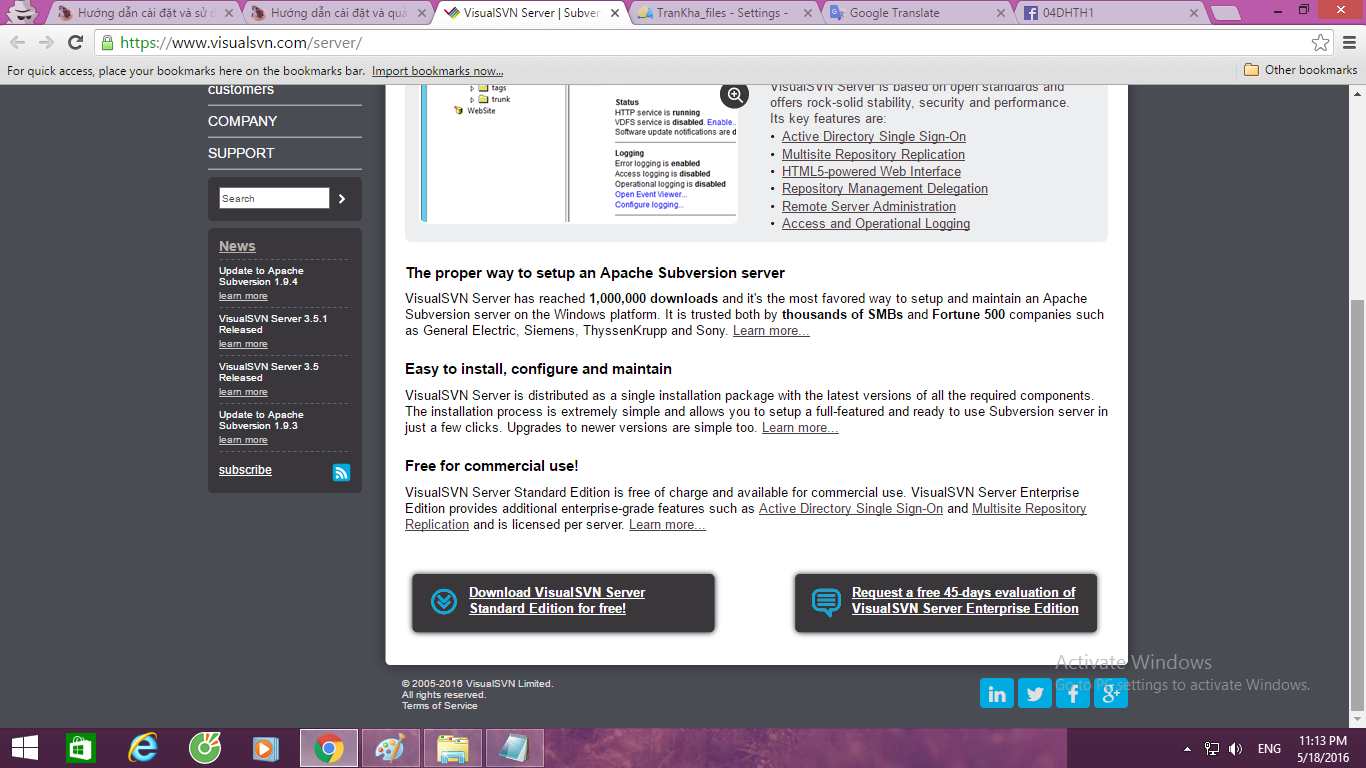 Hướng dẫn cài đặt và sử d
Hướng dẫn cài đặt và quả
VisualSVN Server | Subver
TranKha_files - Settings -
Google Translate
04DHTH1
https://www.visualsvn.com/server/
For quick access, place your bookmarks here on the bookmarks bar. Import bookmarks now...
Other bookmarks
customers
COMPANY
SUPPORT
Search
News
Update to Apache
Subversion 1.9.4
learn more
VisualSVN Server 3.5.1
Released
learn more
VisualSVN Server 3.5
Released
learn more
Update to Apache
Subversion 1.9.3
learn more
subscribe
tags
trunk
WebSite
Status
HTTP service is running
VDFS service is disabled. Enable..
Software update notifications are d
Logging
Error logging is enabled
Access logging is disabled
Operational logging is disabled
Open Event Viewer...
Configure logging...
VisualSVN Server is based on open standards and
offers rock-solid stability, security and performance.
Its key features are:
• Active Directory Single Sign-On
• Multisite Repository Replication
• HTML5-powered Web Interface
• Repository Management Delegation
• Remote Server Administration
• Access and Operational Logging
The proper way to setup an Apache Subversion server
VisualSVN Server has reached 1,000,000 downloads and it's the most favored way to setup and maintain an Apache
Subversion server on the Windows platform. It is trusted both by thousands of SMBs and Fortune 500 companies such
as General Electric, Siemens, ThyssenKrupp and Sony. Learn more...
Easy to install, configure and maintain
VisualSVN Server is distributed as a single installation package with the latest versions of all the required components.
The installation process is extremely simple and allows you to setup a full-featured and ready to use Subversion server in
just a few clicks. Upgrades to newer versions are simple too. Learn more...
Free for commercial use!
VisualSVN Server Standard Edition is free of charge and available for commercial use. VisualSVN Server Enterprise
Edition provides additional enterprise-grade features such as Active Directory Single Sign-On and Multisite Repository
Replication and is licensed per server. Learn more...
Download VisualSVN Server
Standard Edition for free!
Request a free 45-days evaluation of
VisualSVN Server Enterprise Edition
© 2005-2016 VisualSVN Limited.
All rights reserved.
Terms of Service
Activate Windows
Go to PC settings to activate Windows.
ENG
11:13 PM
5/18/2016